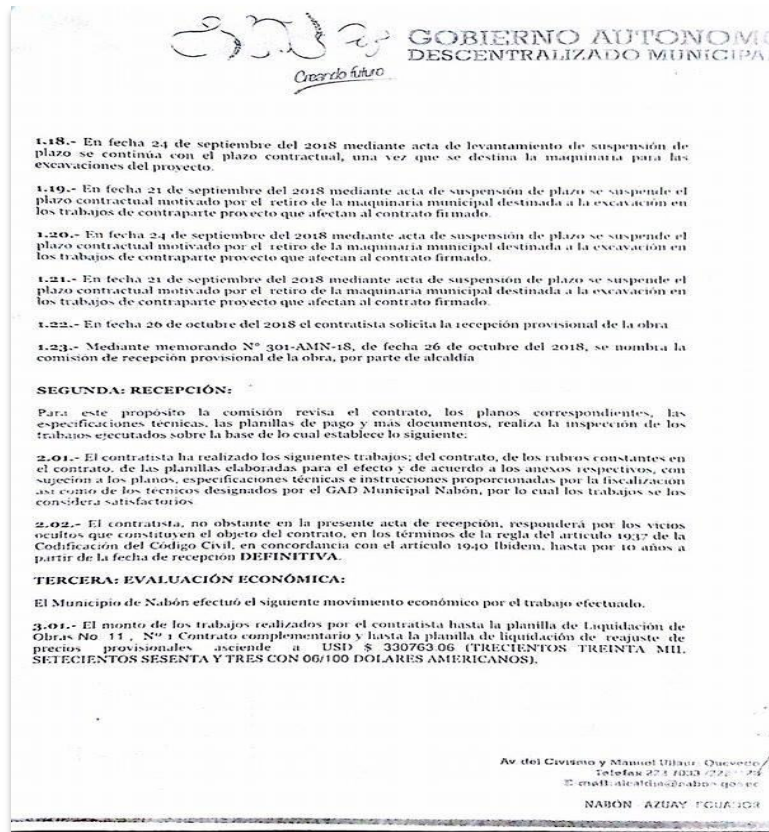 Creando futuro
GOBIERNO AUTONOMO
DESCENTRALIZADO MUNICIPA
1.18.- En fecha 24 de septiembre del 2018 mediante acta de levantamiento de suspensión de
plazo se continúa con el plazo contractual, una vez que se destina la maquinaria para las
excavaciones del proyecto.
1.19.- En fecha 21 de septiembre del 2018 mediante acta de suspensión de plazo se suspende el
plazo contractual motivado por el retiro de la maquinaria municipal destinada a la excavación en
los trabajos de contraparte proyecto que afectan al contrato firmado.
1.20.- En fecha 24 de septiembre del 2018 mediante acta de suspensión de plazo se suspende el
plazo contractual motivado por el retiro de la maquinaria municipal destinada a la excavación en
los trabajos de contraparte proyecto que afectan al contrato firmado.
1.21.- En fecha 21 de septiembre del 2018 mediante acta de suspensión de plazo se suspende el
plazo contractual motivado por el retiro de la maquinaria municipal destinada a la excavación en
los trabajos de contraparte proyecto que afectan al contrato firmado.
1.22.- En fecha 26 de octubre del 2018 el contratista solicita la recepción provisional de la obra
1.23.- Mediante memorando N° 301-AMN-18, de fecha 26 de octubre del 2018, se nombra la
comisión de recepción provisional de la obra, por parte de alcaldía
SEGUNDA: RECEPCIÓN:
Para este propósito la comisión revisa el contrato, los planos correspondientes, las
especificaciones técnicas, las planillas de pago y más documentos, realiza la inspección de los
trabajos ejecutados sobre la base de lo cual establece lo siguiente:
2.01.- El contratista ha realizado los siguientes trabajos; del contrato, de los rubros constantes en
el contrato, de las planillas elaboradas para el efecto y de acuerdo a los anexos respectivos, con
sujeción a los planos, especificaciones técnicas e instrucciones proporcionadas por la fiscalización
así como de los técnicos designados por el GAD Municipal Nabón, por lo cual los trabajos se los
considera satisfactorios
2.02.- El contratista, no obstante en la presente acta de recepción, responderá por los vicios
ocultos que constituyen el objeto del contrato, en los términos de la regla del artículo 1937 de la
Codificación del Código Civil, en concordancia con el artículo 1940 Ibidem, hasta por 10 años a
partir de la fecha de recepción DEFINITIVA.
TERCERA: EVALUACIÓN ECONÓMICA:
El Municipio de Nabón efectuó el siguiente movimiento económico por el trabajo efectuado.
3.01.- El monto de los trabajos realizados por el contratista hasta la planilla de Liquidación de
Obras No 11 , N° 1 Contrato complementario y hasta la planilla de liquidación de reajuste de
precios provisionales asciende a USD $ 330763.06 (TRECIENTOS TREINTA MIL
SETECIENTOS SESENTA Y TRES CON 06/100 DOLARES AMERICANOS).
Av del Civismo y Manuel Ullauri Quevedo
Telefax 227 7033
E-mail: alcaldia@nabon.gob.ec
NABÓN - AZUAY ECUADOR